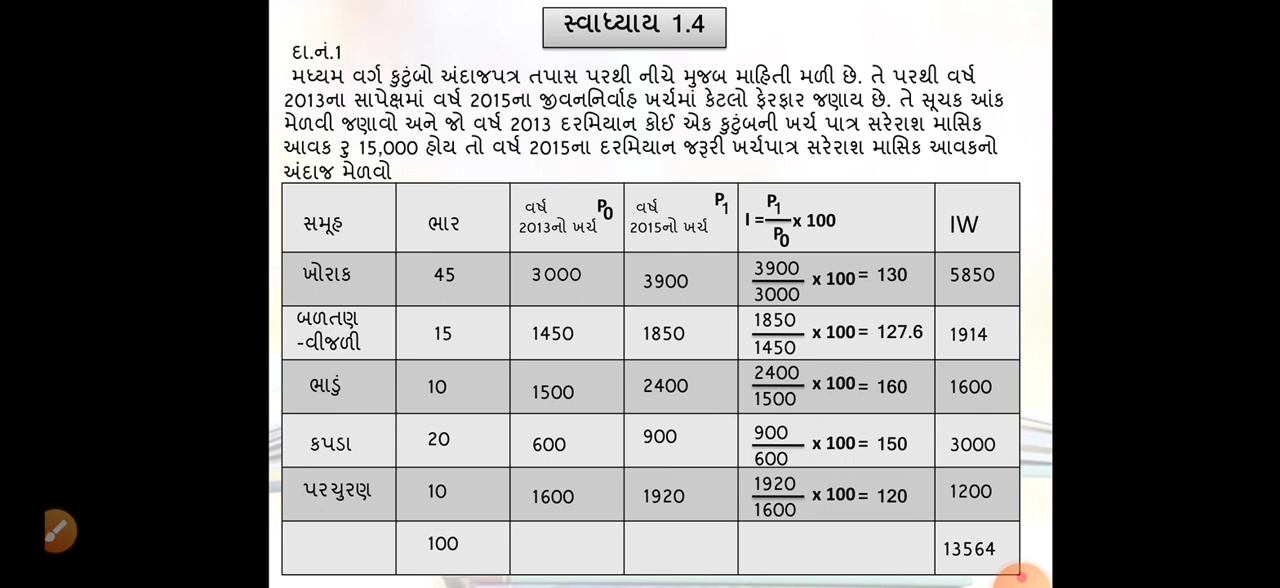 સ્વાધ્યાય 1.4
દા.નં.1
મધ્યમ વર્ગ કુટુંબો અંદાજપત્ર તપાસ પરથી નીચે મુજબ માહિતી મળી છે. તે પરથી વર્ષ
2013ના સાપેક્ષમાં વર્ષ 2015ના જીવનનિર્વાહ ખર્ચમાં કેટલો ફેરફાર જણાય છે. તે સૂચક આંક
મેળવી જણાવો અને જો વર્ષ 2013 દરમિયાન કોઈ એક કુટુંબની ખર્ચ પાત્ર સરેરાશ માસિક
આવક રુ 15,000 હોય તો વર્ષ 2015ના દરમિયાન જરૂરી ખર્ચપાત્ર સરેરાશ માસિક આવકનો
અંદાજ મેળવો
સમૂહ ભાર વર્ષ 2013નો ખર્ચ P0 વર્ષ 2015નો ખર્ચ P1 I = P1/P0 x 100 IW
ખોરાક 45 3000 3900 3900/3000 x 100 = 130 5850
બળતણ -વીજળી 15 1450 1850 1850/1450 x 100 = 127.6 1914
ભાડું 10 1500 2400 2400/1500 x 100 = 160 1600
કપડા 20 600 900 900/600 x 100 = 150 3000
પરચુરણ 10 1600 1920 1920/1600 x 100 = 120 1200
100 13564